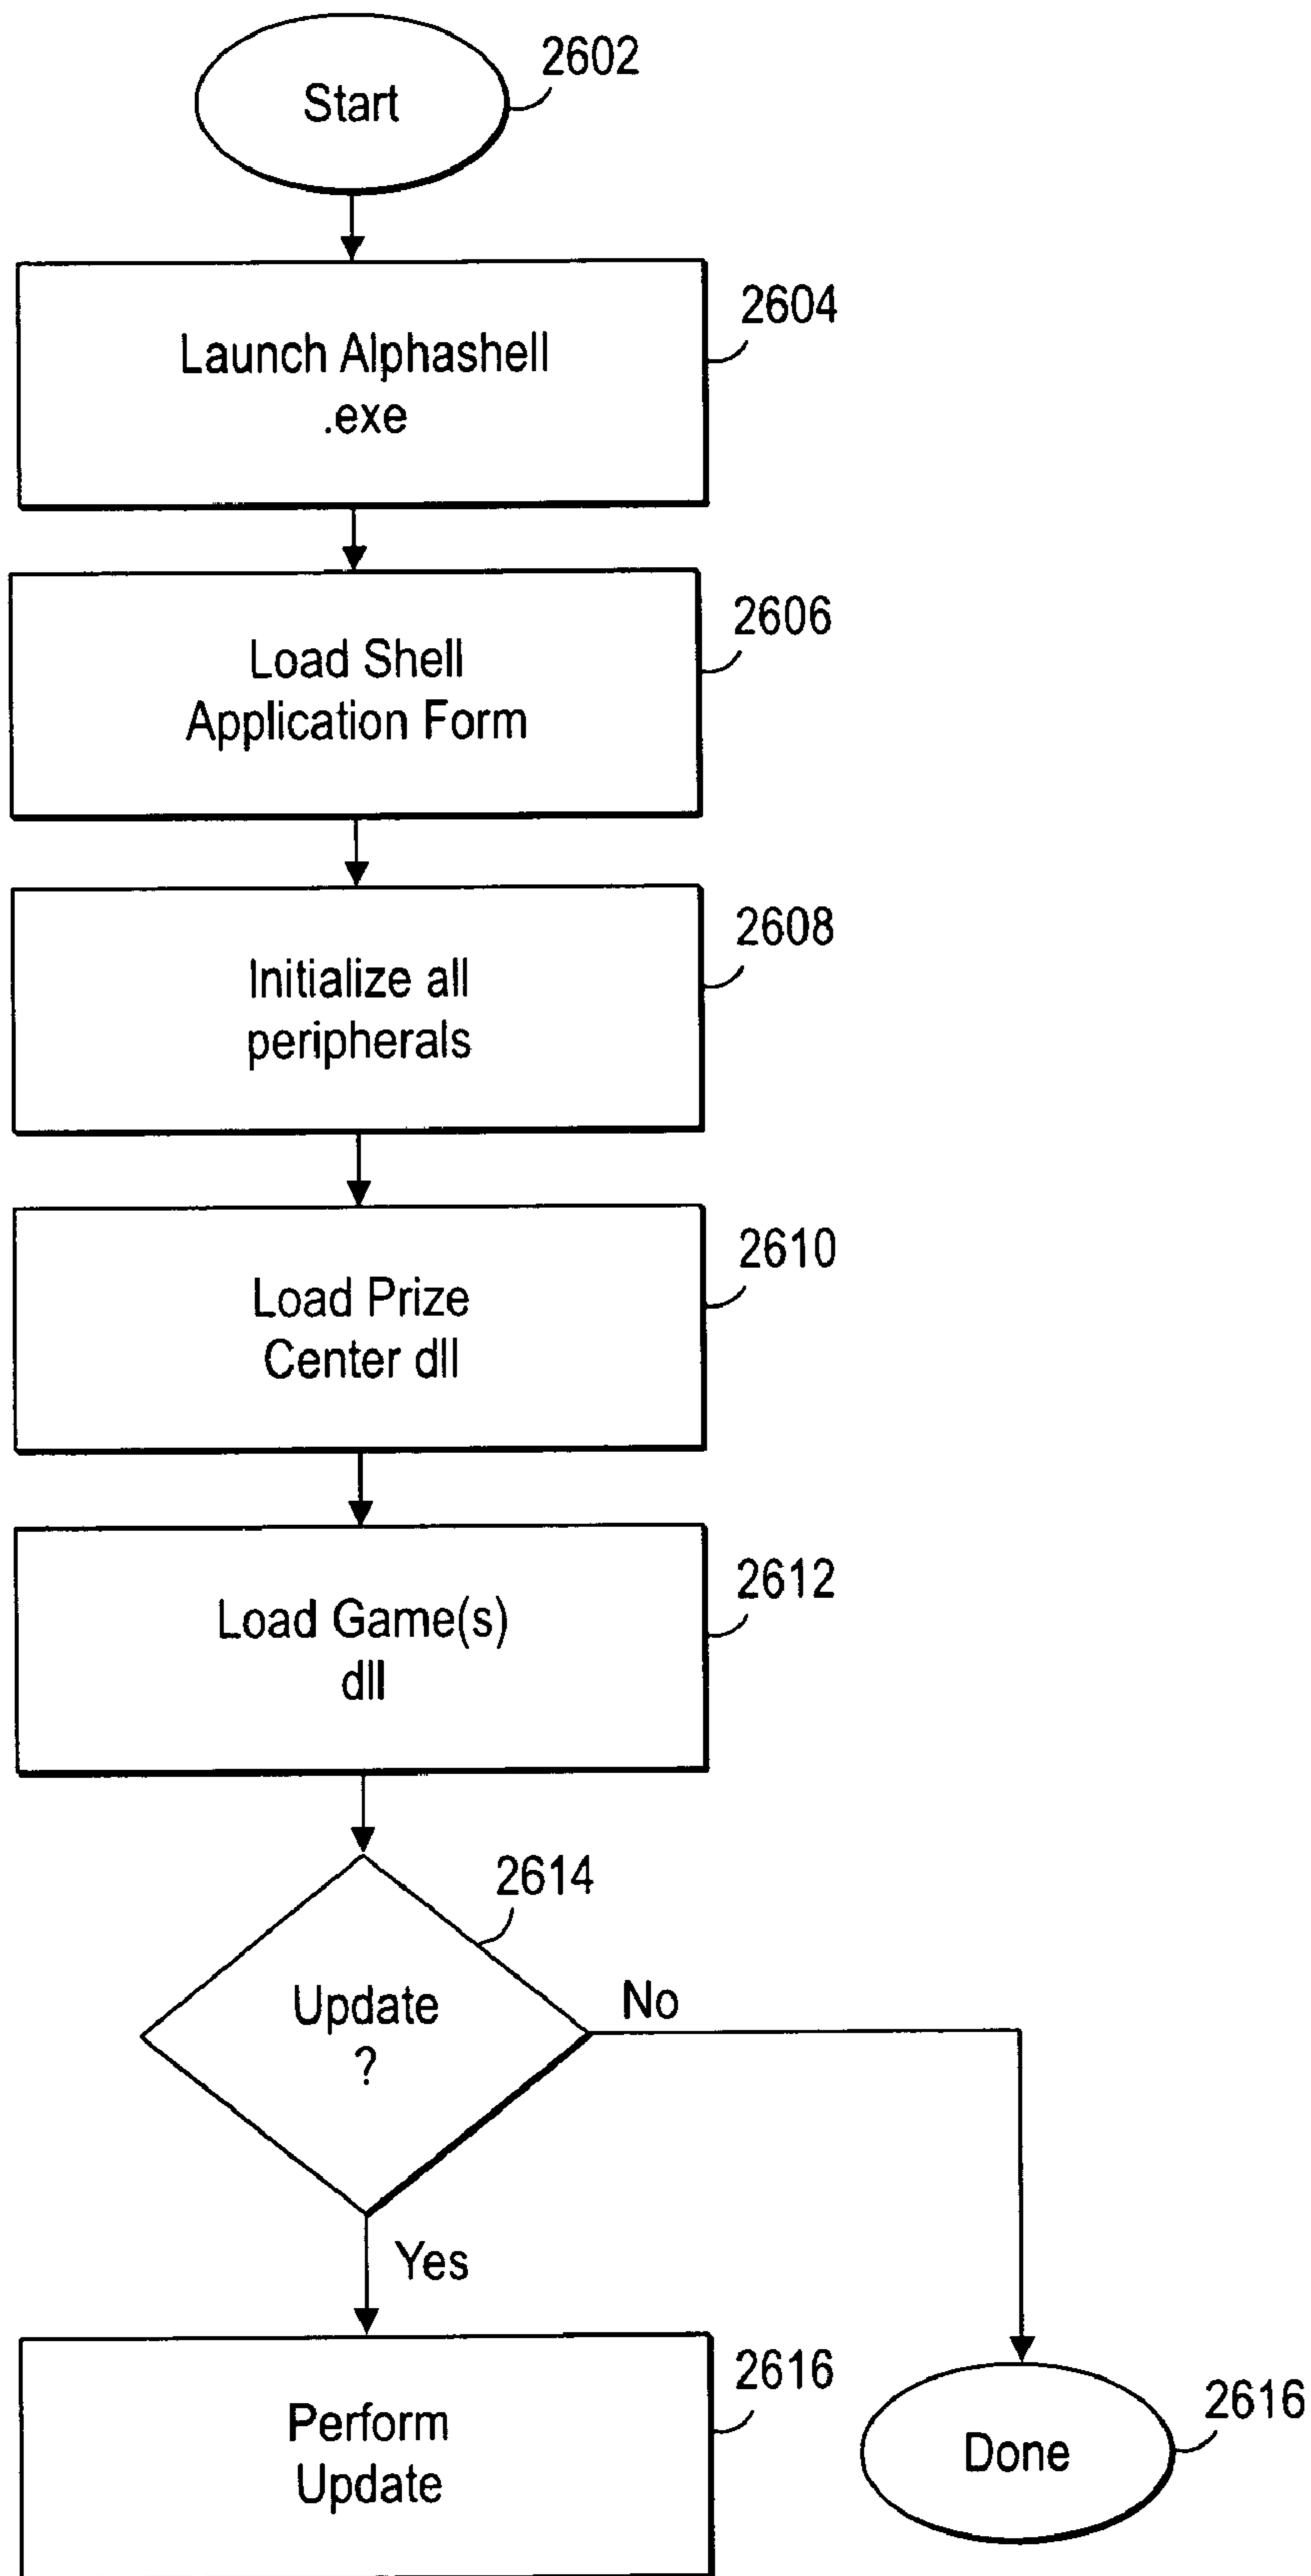 Start
2602
Launch Alphashell
.exe
2604
Load Shell
Application Form
2606
Initialize all
peripherals
2608
Load Prize
Center dll
2610
Load Game(s)
dll
2612
Update
?
2614
No
Yes
Perform
Update
2616
Done
2616